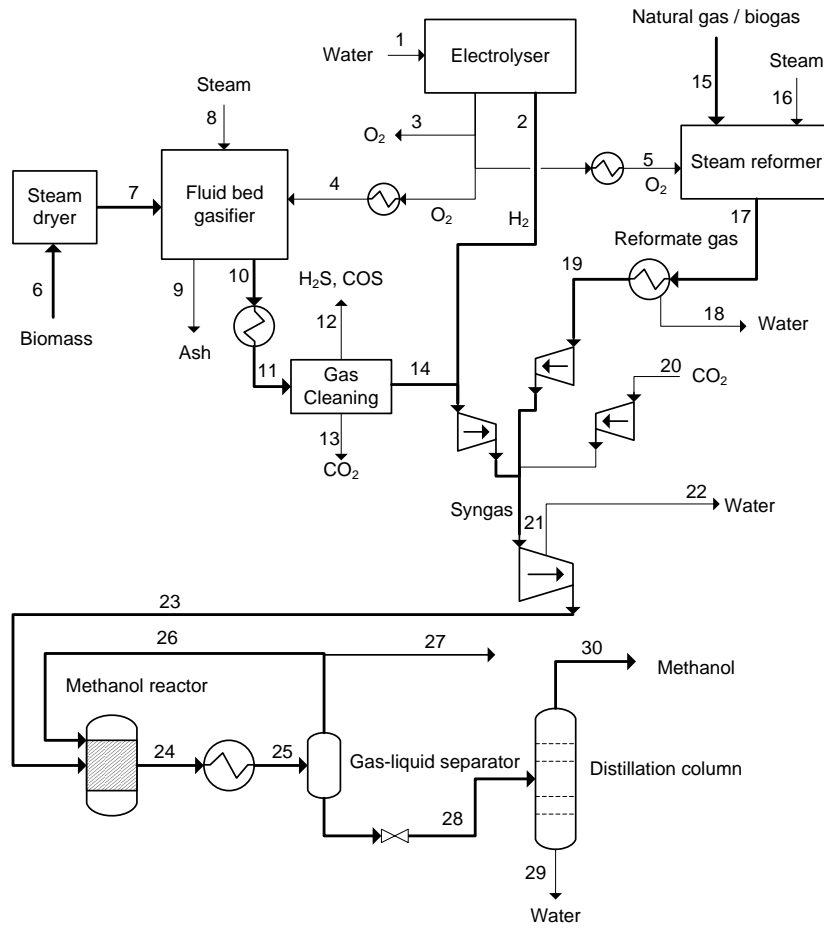 Natural gas / biogas
1
Water
Electrolyser
Steam
Steam
15
16
8
3
2
O₂
5
Steam reformer
Steam
dryer
7
Fluid bed
gasifier
4
O₂
O₂
17
H₂
Reformate gas
6
9
10
H₂S, COS
19
18
Water
Biomass
Ash
12
11
Gas
Cleaning
14
20
CO₂
13
CO₂
Syngas
21
22
Water
23
26
27
30
Methanol
Methanol reactor
24
25
Gas-liquid separator
Distillation column
28
29
Water